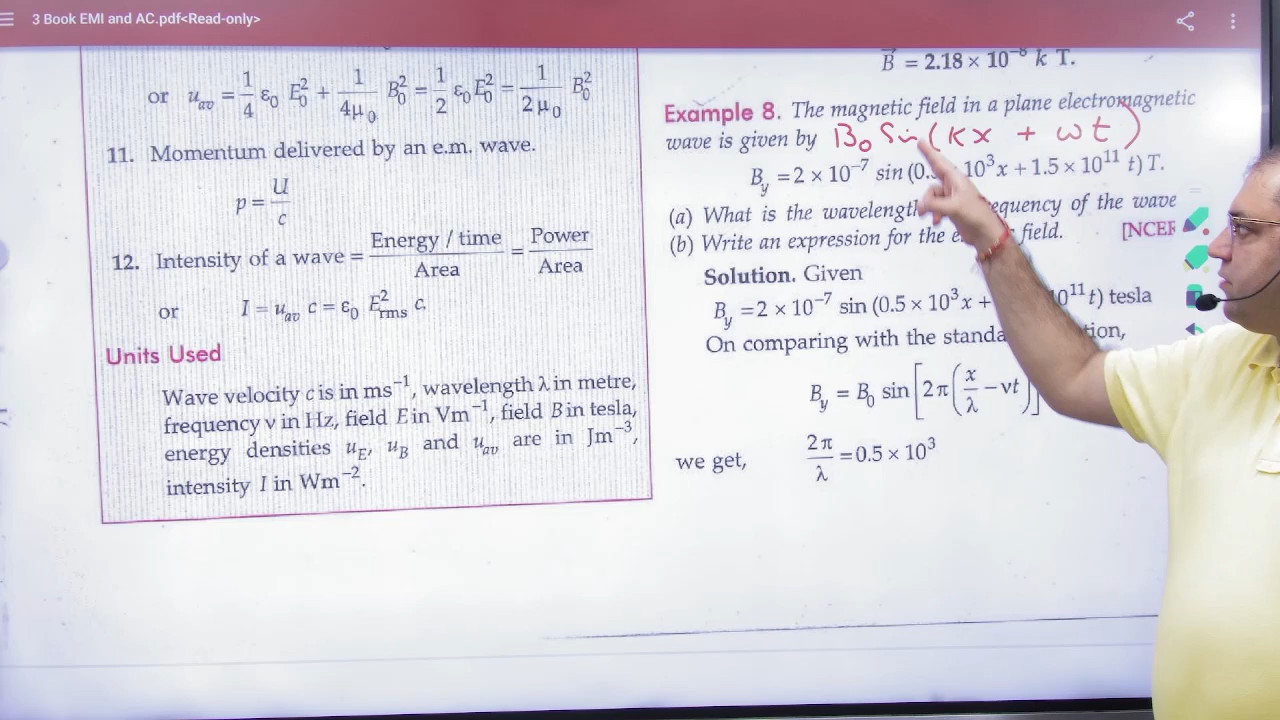 3 Book EMI and AC.pdf<Read-only>
or u_av = 1/4 ε₀ E₀² + 1/4μ₀ B₀² = 1/2 ε₀E₀² = 1/2μ₀ B₀²
11. Momentum delivered by an e.m. wave.
p = U/c
12. Intensity of a wave = Energy / time / Area = Power / Area
or I = u_av c = ε₀ E²_rms c.
Units Used
Wave velocity c is in ms⁻¹, wavelength λ in metre,
frequency ν in Hz, field E in Vm⁻¹, field B in tesla,
energy densities u_E, u_B and u_av are in Jm⁻³,
intensity I in Wm⁻².
B⃗ = 2.18 × 10⁻⁸ k T.
Example 8. The magnetic field in a plane electromagnetic
wave is given by B₀ Sin(Kx + ωt)
B_y = 2 × 10⁻⁷ sin (0. 10³x + 1.5 × 10¹¹ t) T.
(a) What is the wavelength of the wave
(b) Write an expression for the field. [NCER
Solution. Given
B_y = 2 × 10⁻⁷ sin (0.5 × 10³x + 10¹¹t) tesla
On comparing with the
B_y = B₀ sin [2π (x/λ − νt)]
we get, 2π/λ = 0.5 × 10³